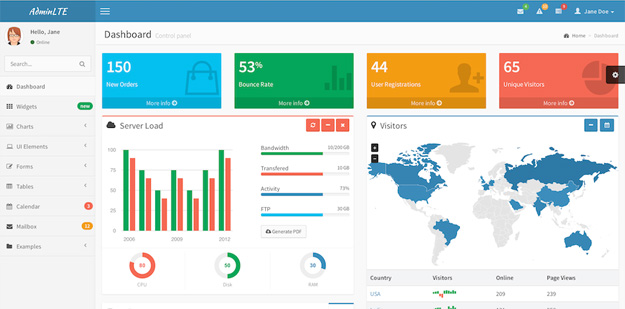 AdminLTE
Jane Doe
Hello, Jane
Online
Search...
Dashboard
Widgets
new
Charts
UI Elements
Forms
Tables
Calendar
3
Mailbox
12
Examples
Dashboard Control panel
Home
Dashboard
150
New Orders
More info
53%
Bounce Rate
More info
44
User Registrations
More info
65
Unique Visitors
More info
Server Load
100
75
50
25
0
2006
2009
2012
Bandwidth
10/200 GB
Transfered
10 GB
Activity
73%
FTP
30 GB
Generate PDF
80
CPU
50
Disk
30
RAM
Visitors
+
-
Country
Visitors
Online
Page Views
USA
209
239